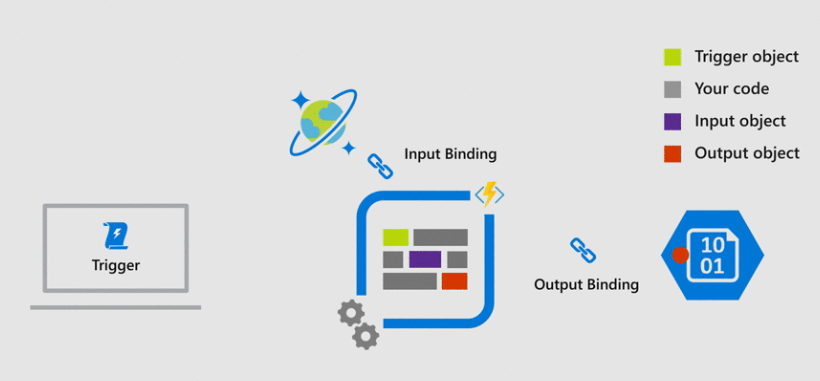 Trigger object
Your code
Input object
Output object
Input Binding
Trigger
Output Binding
10
01